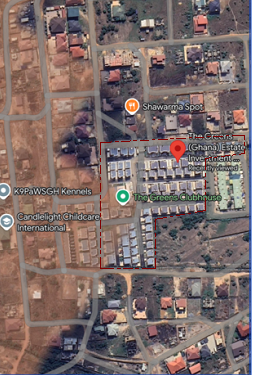 Shawarma Spot
The Greens
(Ghana) Estate
Investment ...
Recently viewed
K9PaWSGH Kennels
The Greens Clubhouse
Candlelight Childcare
International